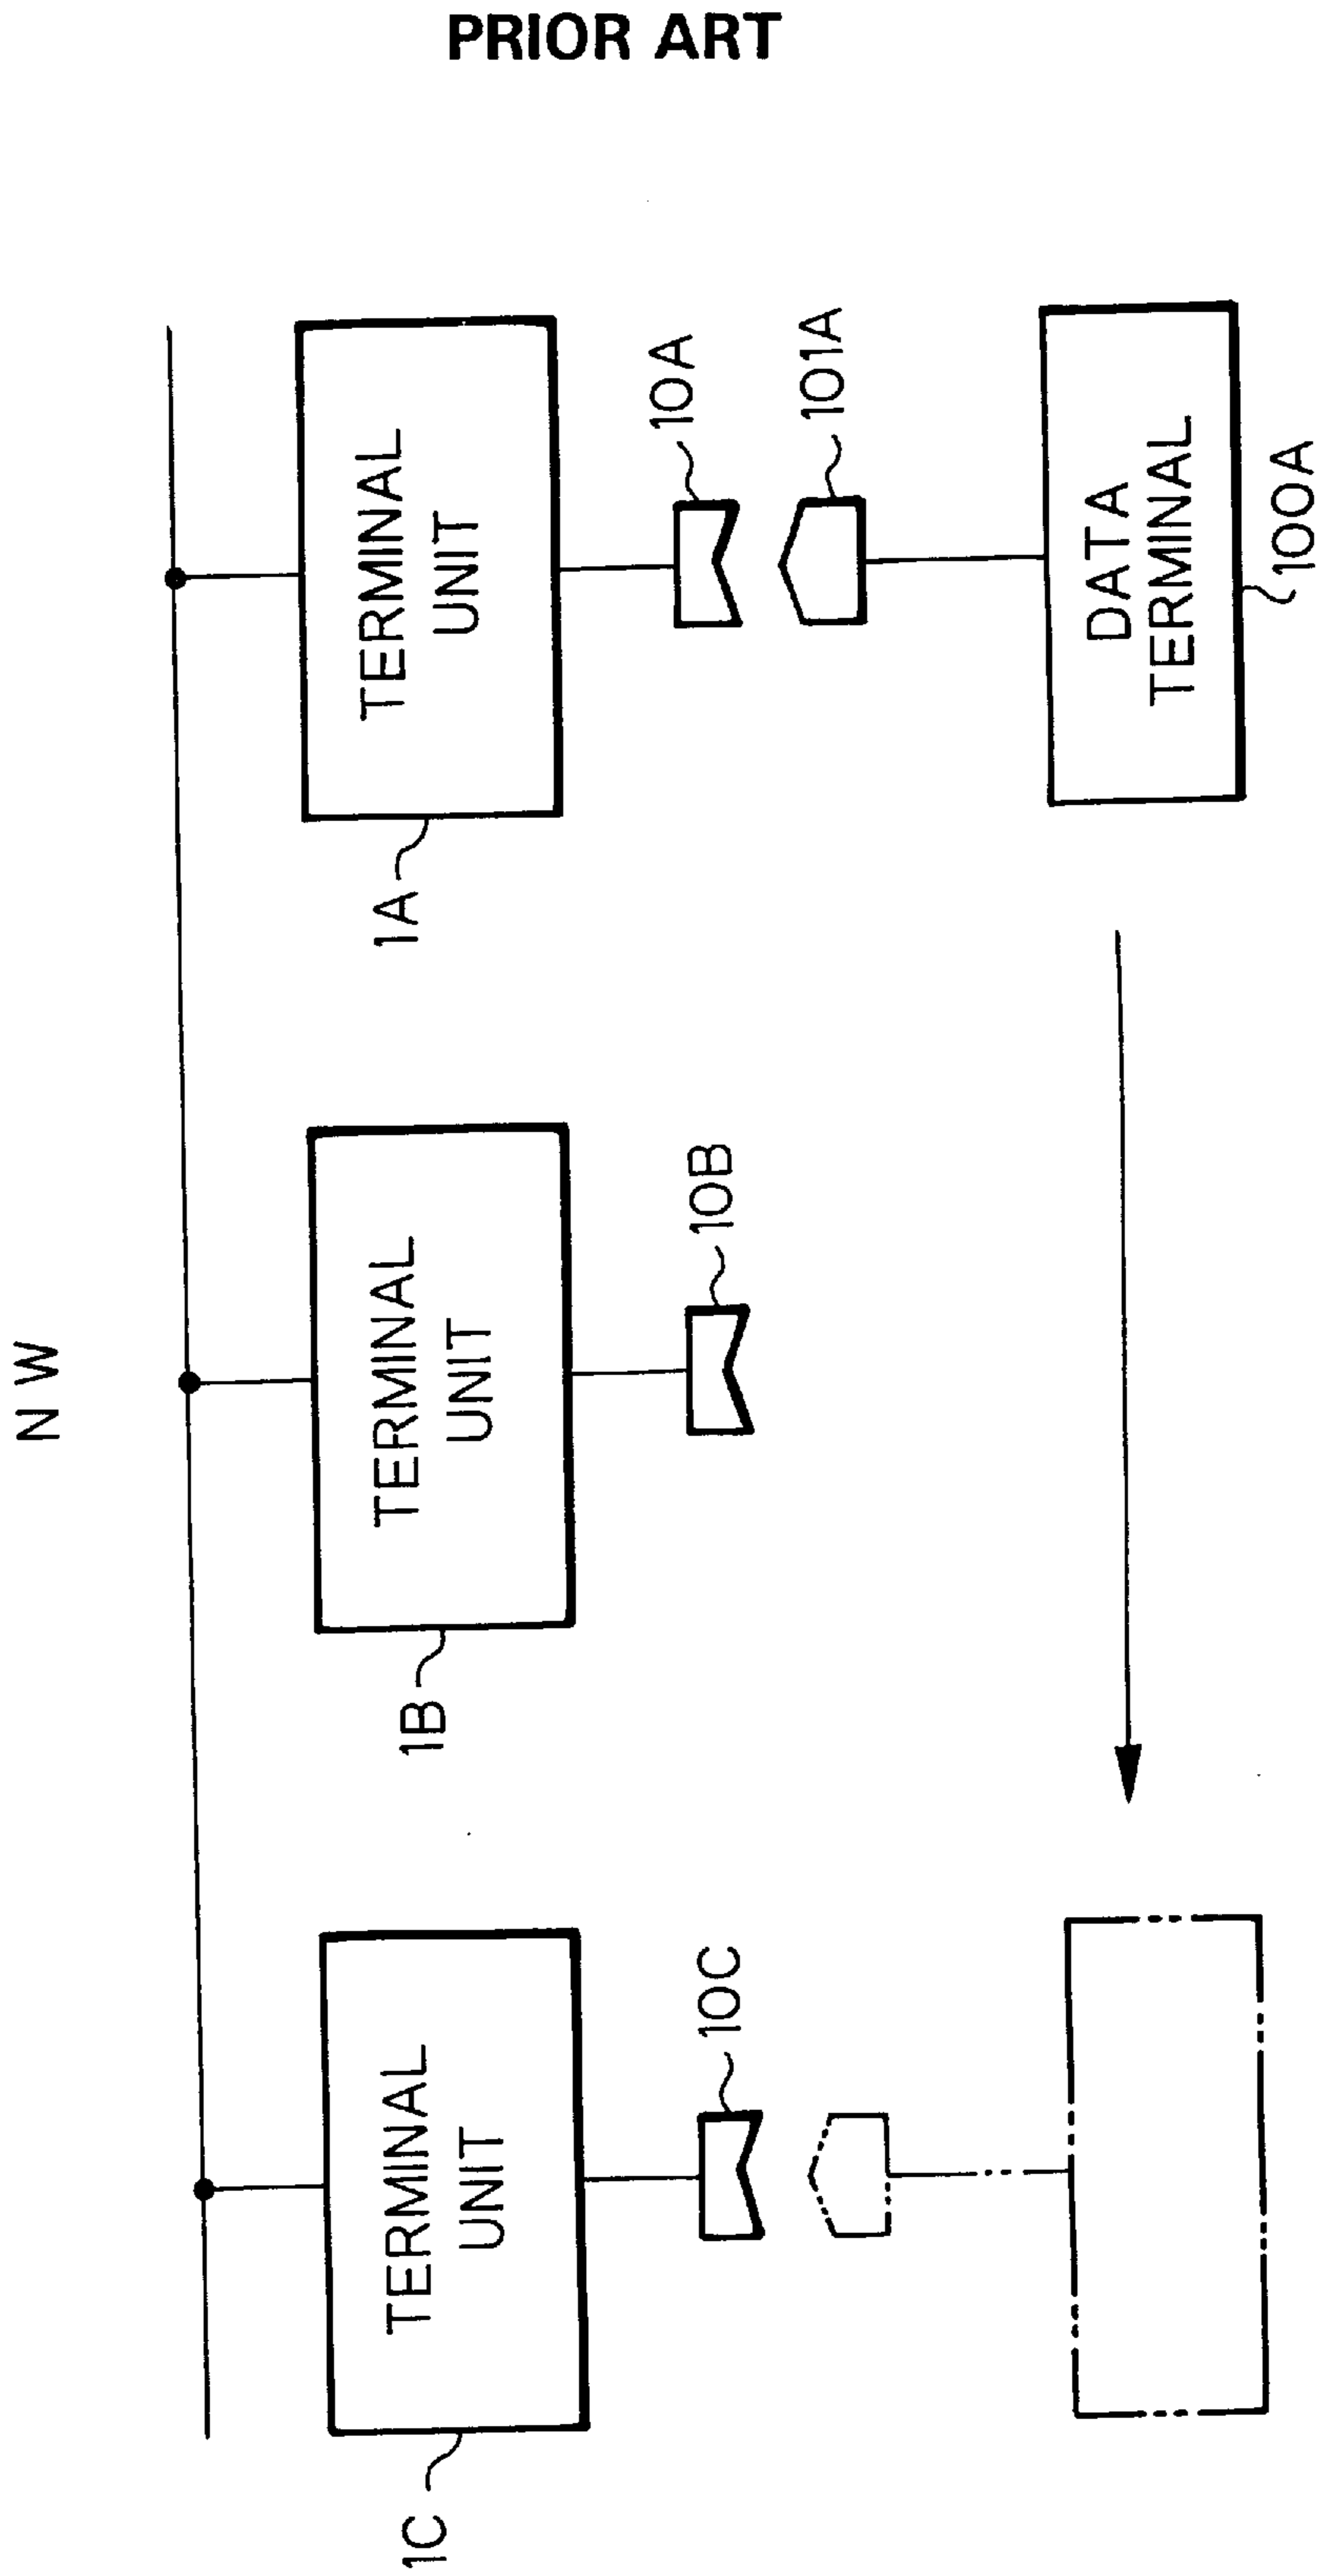 PRIOR ART
N W
1C
TERMINAL
UNIT
10C
1B
TERMINAL
UNIT
10B
1A
TERMINAL
UNIT
10A
101A
DATA
TERMINAL
100A